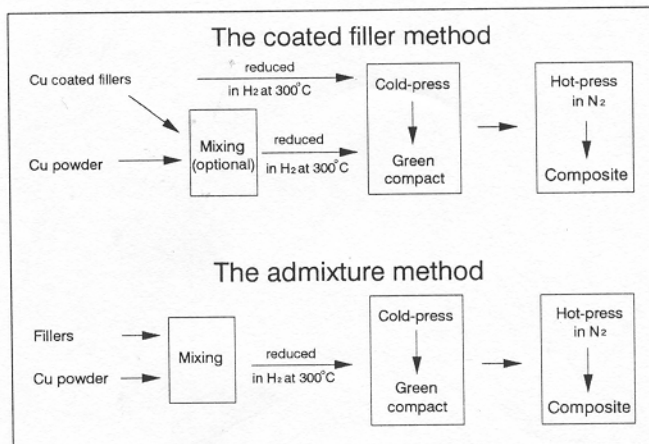 The coated filler method
Cu coated fillers
reduced
in H₂ at 300°C
Cu powder
Mixing
(optional)
reduced
in H₂ at 300°C
Cold-press
Green
compact
Hot-press
in N₂
Composite
The admixture method
Fillers
Cu powder
Mixing
reduced
in H₂ at 300°C
Cold-press
Green
compact
Hot-press
in N₂
Composite